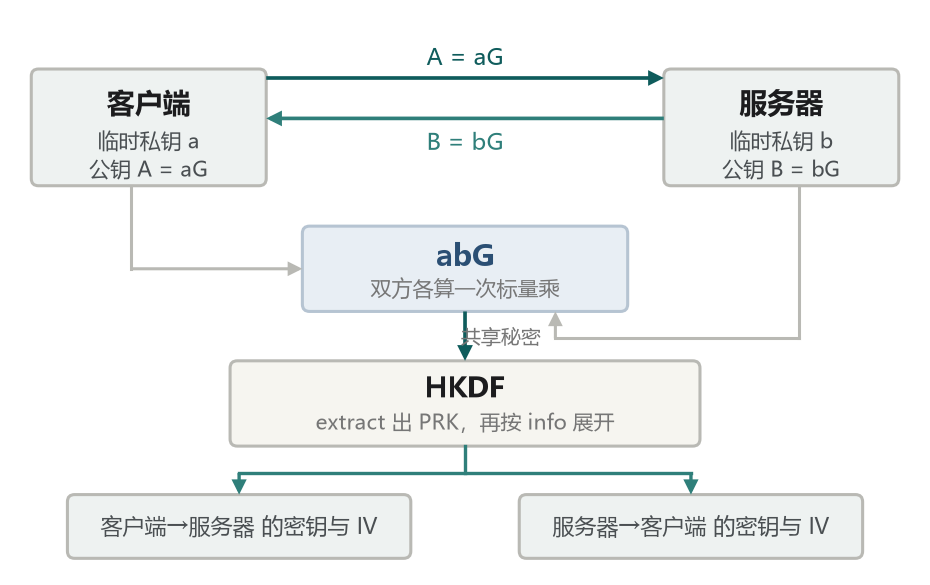 A = aG
客户端
临时私钥 a
公钥 A = aG
B = bG
服务器
临时私钥 b
公钥 B = bG
abG
双方各算一次标量乘
共享秘密
HKDF
extract 出 PRK，再按 info 展开
客户端→服务器 的密钥与 IV
服务器→客户端 的密钥与 IV